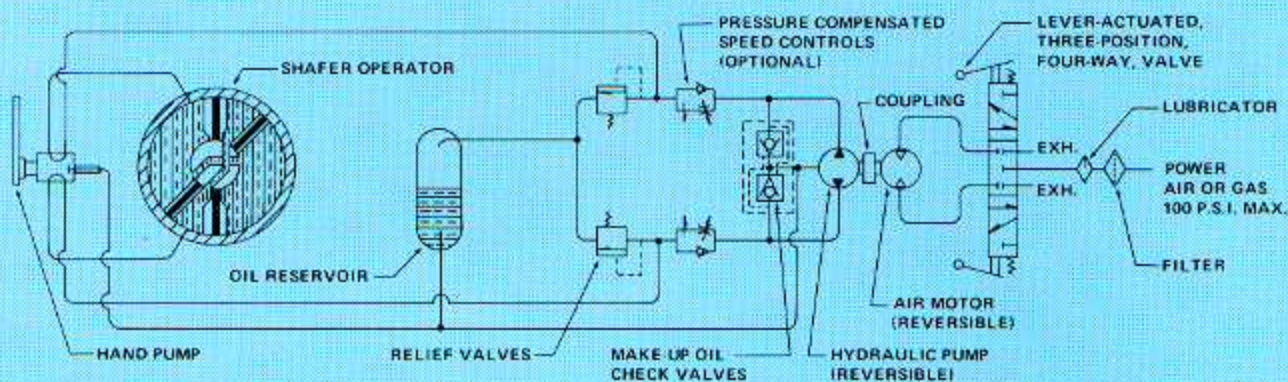 PRESSURE COMPENSATED
SPEED CONTROLS
(OPTIONAL)
LEVER-ACTUATED,
THREE-POSITION,
FOUR-WAY, VALVE
SHAFER OPERATOR
COUPLING
LUBRICATOR
EXH.
POWER
AIR OR GAS
100 P.S.I. MAX.
EXH.
OIL RESERVOIR
FILTER
AIR MOTOR
(REVERSIBLE)
HAND PUMP
RELIEF VALVES
MAKE-UP OIL
CHECK VALVES
HYDRAULIC PUMP
(REVERSIBLE)